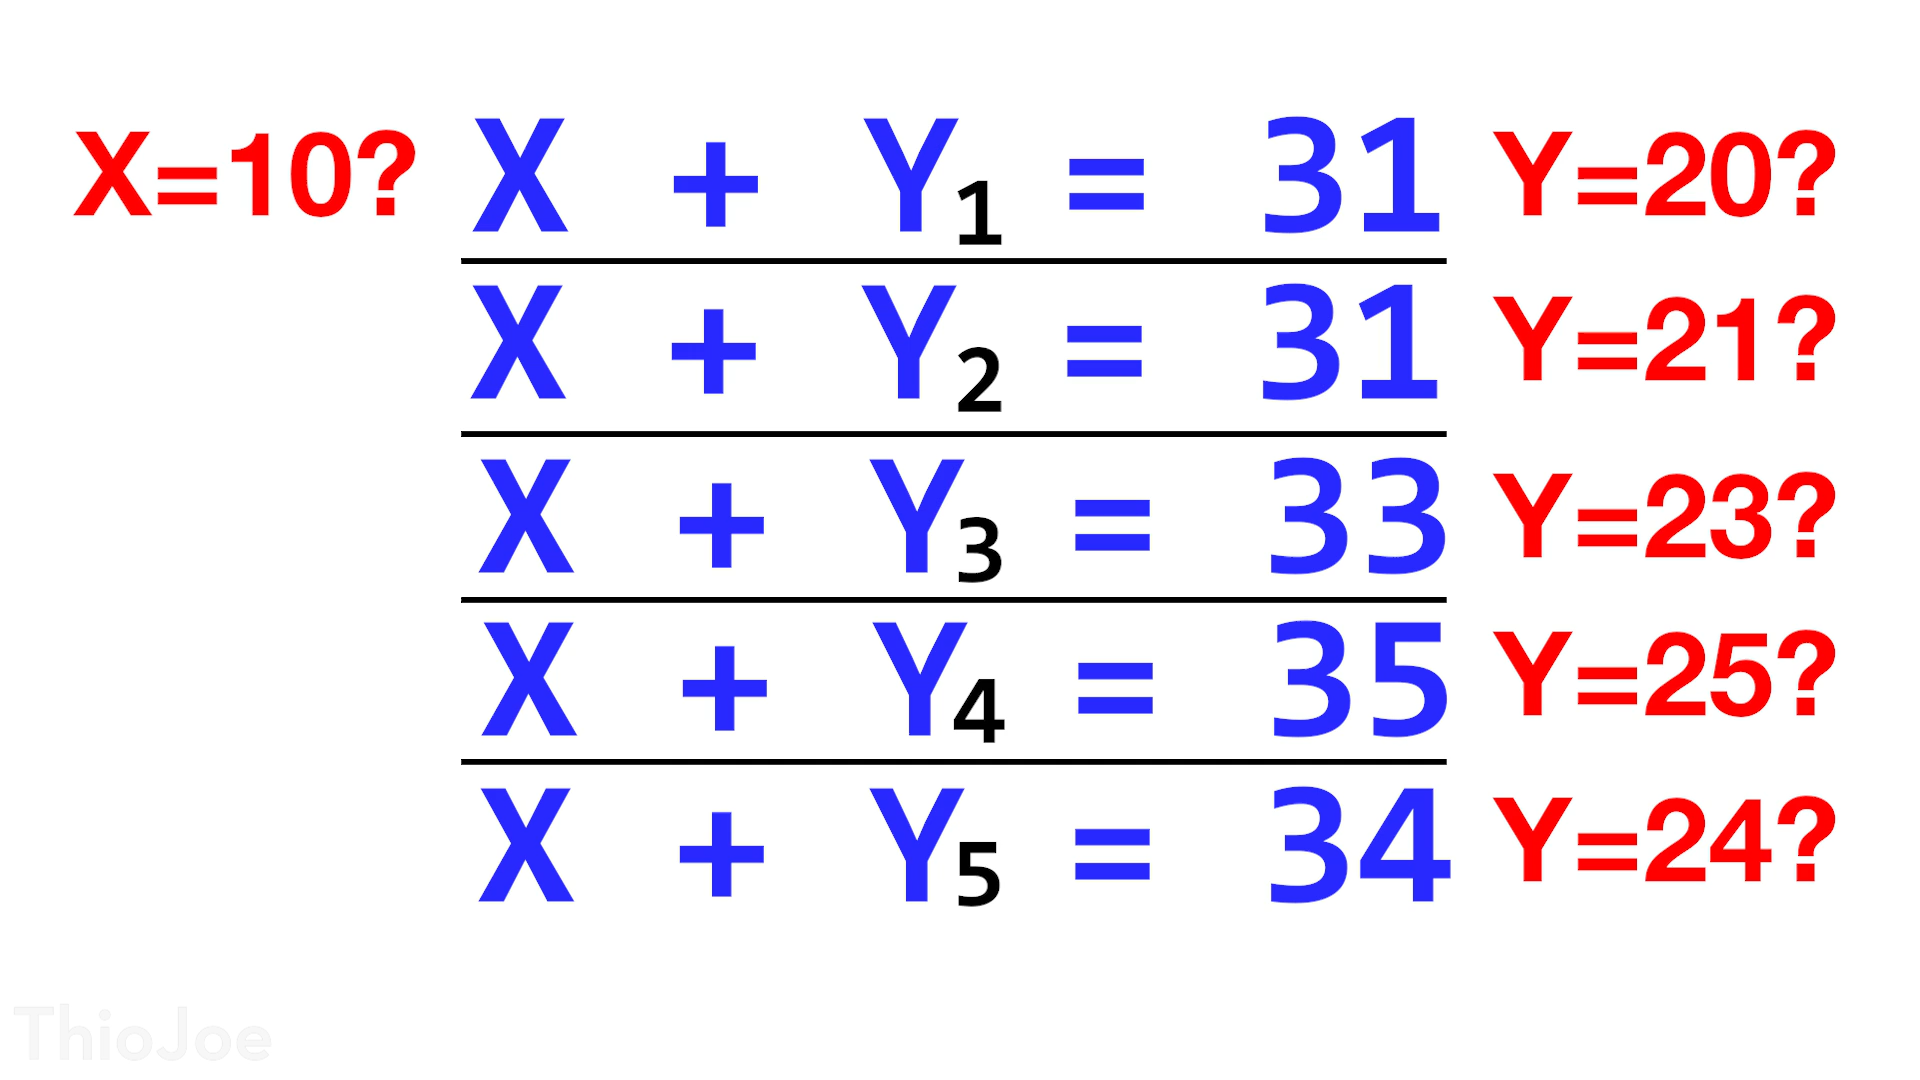 X=10? X + Y₁ = 31 Y=20?
X + Y₂ = 31 Y=21?
X + Y₃ = 33 Y=23?
X + Y₄ = 35 Y=25?
X + Y₅ = 34 Y=24?
ThioJoe